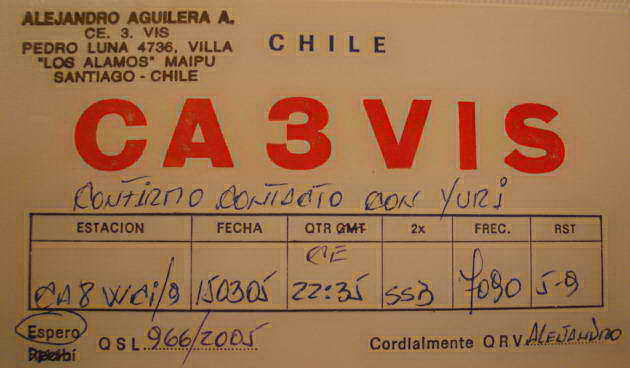 ALEJANDRO AGUILERA A.
CE. 3. VIS
PEDRO LUNA 4736, VILLA
"LOS ALAMOS" MAIPU
SANTIAGO - CHILE
CHILE
CA3VIS
CONFIRMO CONTACTO CON YURI
ESTACION FECHA QTR GMT 2x FREC. RST
CE
CA8WCI/9 150305 22:35 SSB 7090 5-9
Espero QSL 966/2005 Cordialmente QRV ALEJANDRO
Recibí